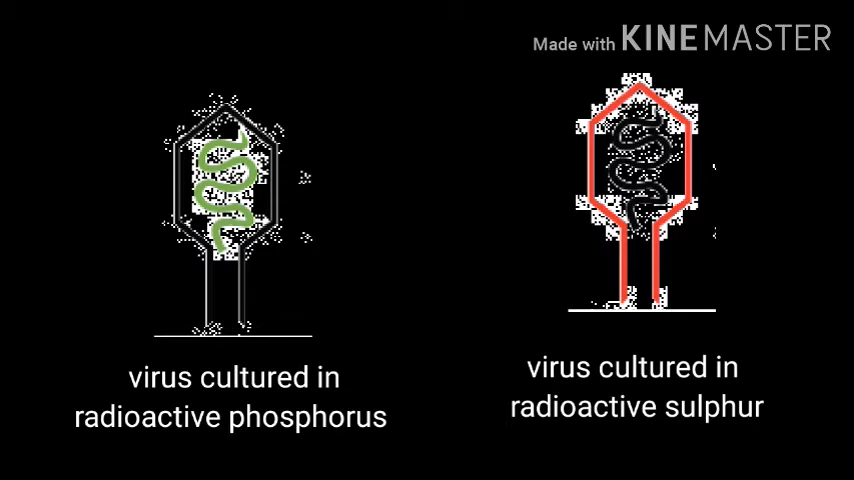 Made with KINEMASTER
virus cultured in
radioactive phosphorus
virus cultured in
radioactive sulphur